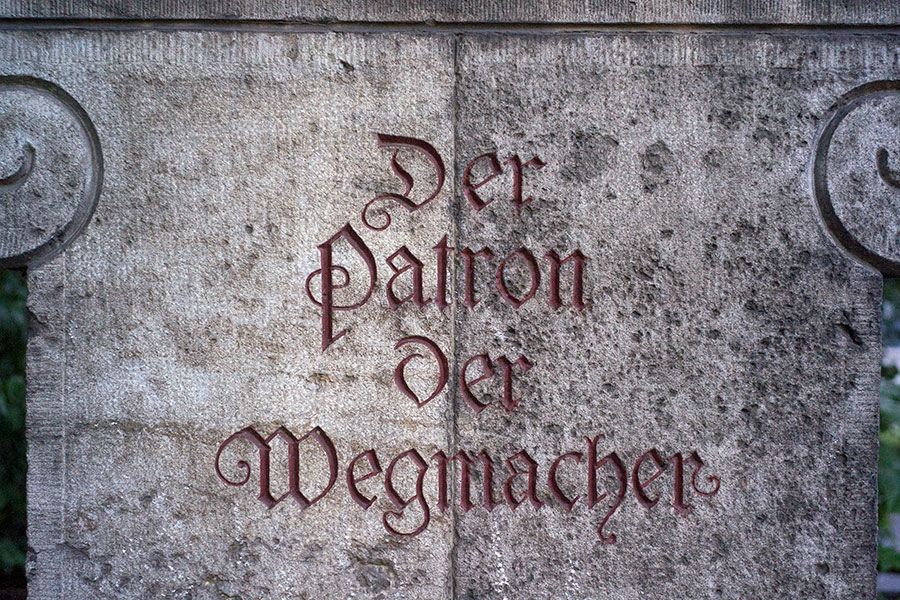 Der
Patron
der
Wegmacher